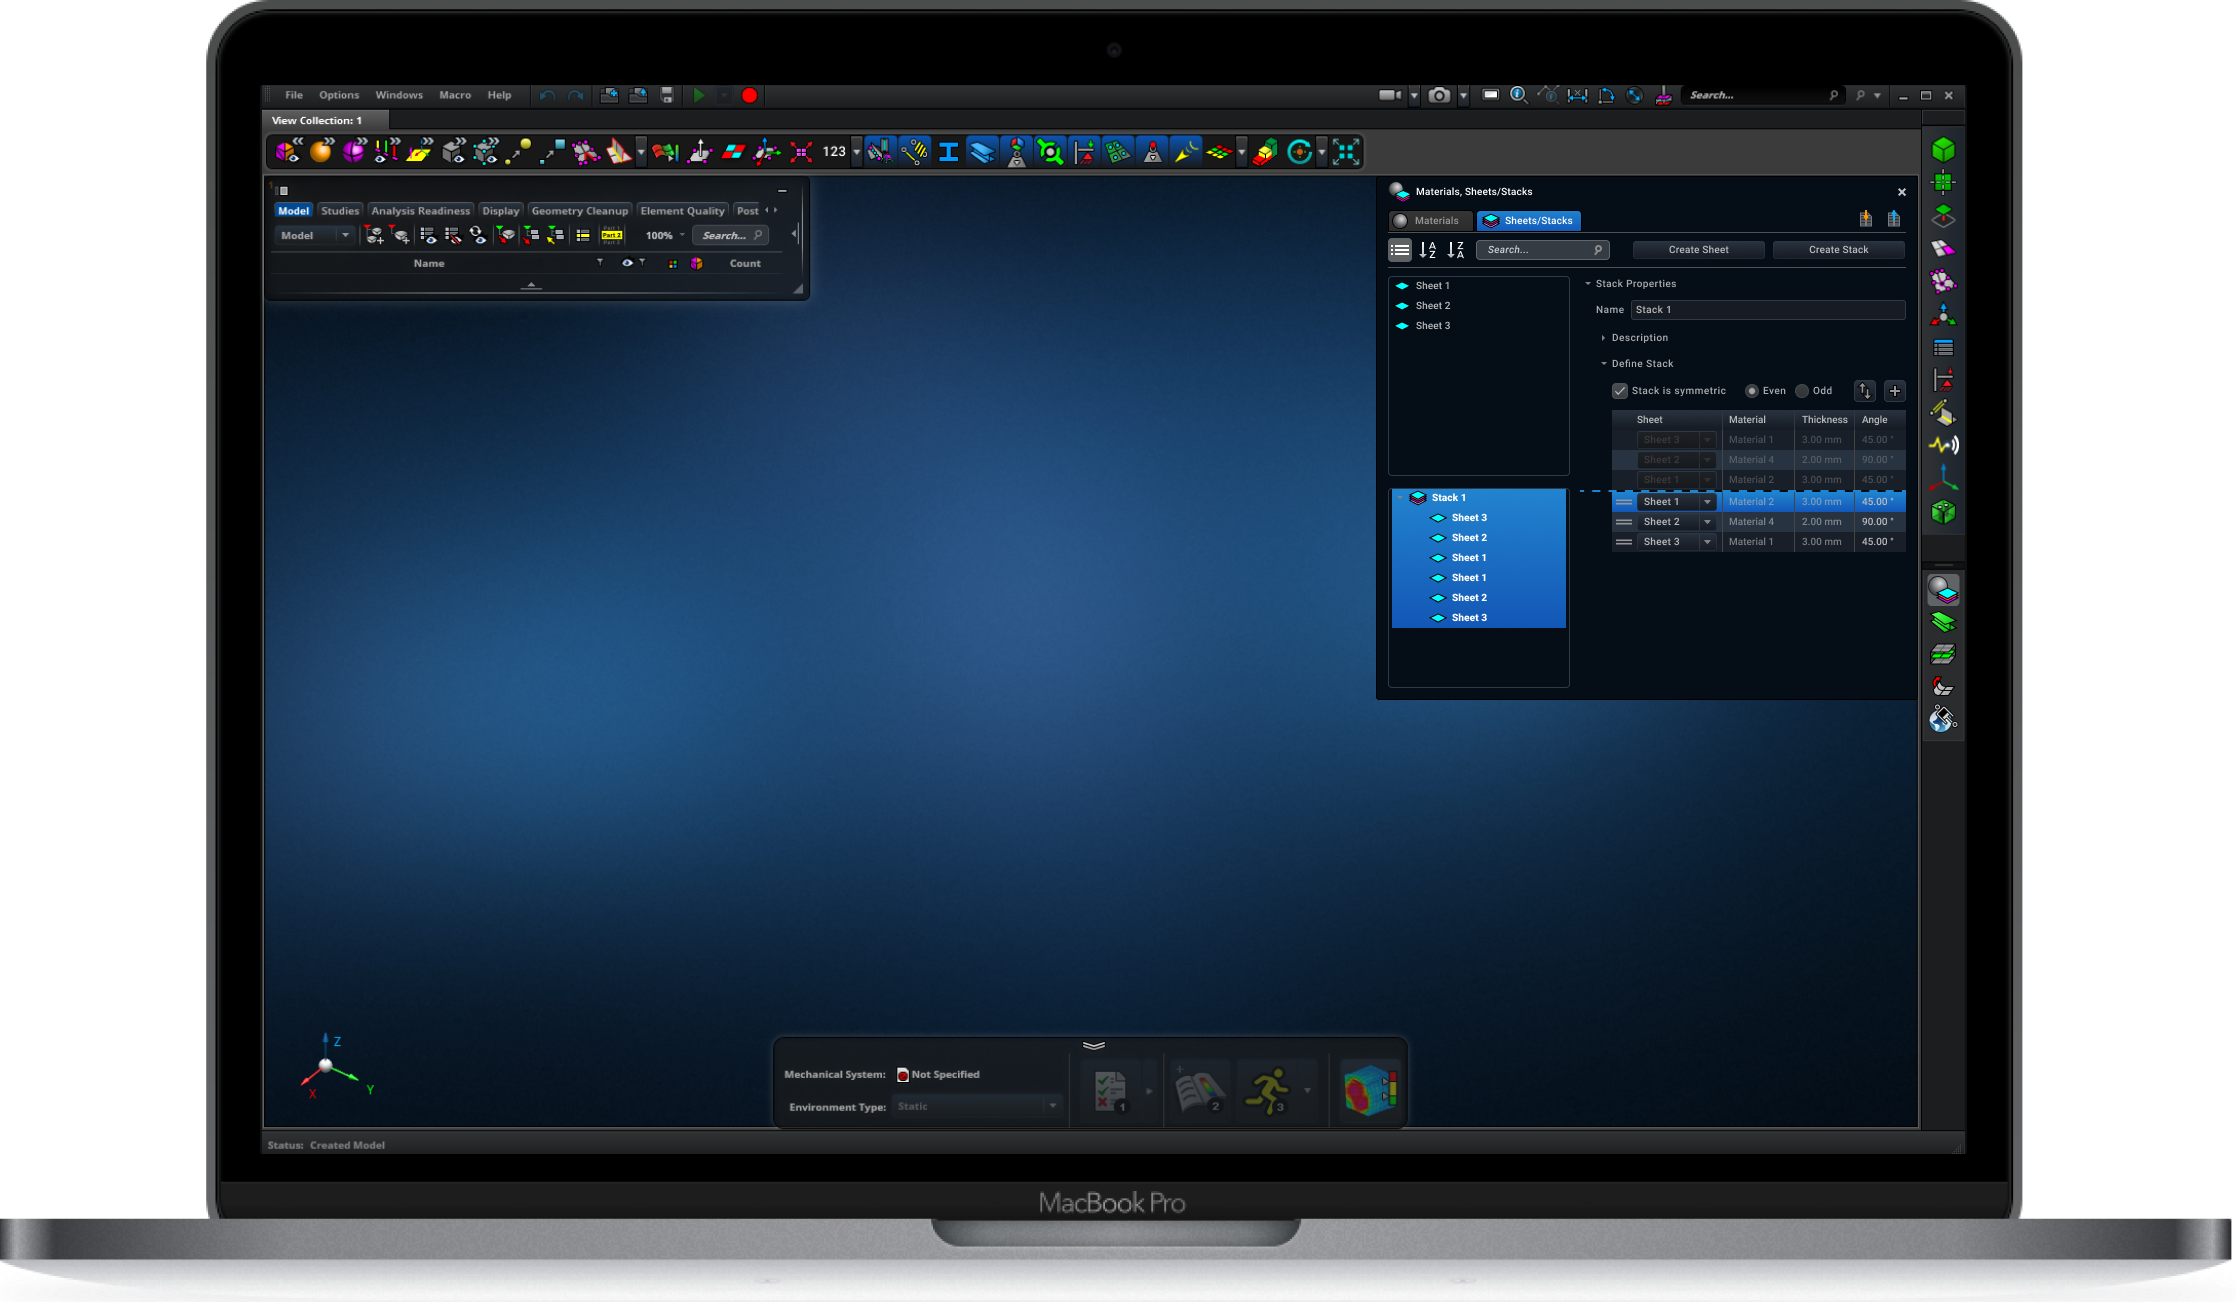 File Options Windows Macro Help Search...
View Collection: 1
123
Model Studies Analysis Readiness Display Geometry Cleanup Element Quality Post
Model Part 2 100% Search...
Name Count
Materials, Sheets/Stacks
Materials Sheets/Stacks
A Z Z A Search... Create Sheet Create Stack
Sheet 1
Sheet 2
Sheet 3
Stack 1
Sheet 3
Sheet 2
Sheet 1
Sheet 1
Sheet 2
Sheet 3
Stack Properties
Name Stack 1
Description
Define Stack
Stack is symmetric Even Odd
Sheet Material Thickness Angle
Sheet 3 Material 1 3.00 mm 45.00 °
Sheet 2 Material 4 2.00 mm 90.00 °
Sheet 1 Material 2 3.00 mm 45.00 °
Sheet 1 Material 2 3.00 mm 45.00 °
Sheet 2 Material 4 2.00 mm 90.00 °
Sheet 3 Material 1 3.00 mm 45.00 °
Z
Y
X
Mechanical System: Not Specified
Environment Type: Static
1 2 3
Status: Created Model
MacBook Pro